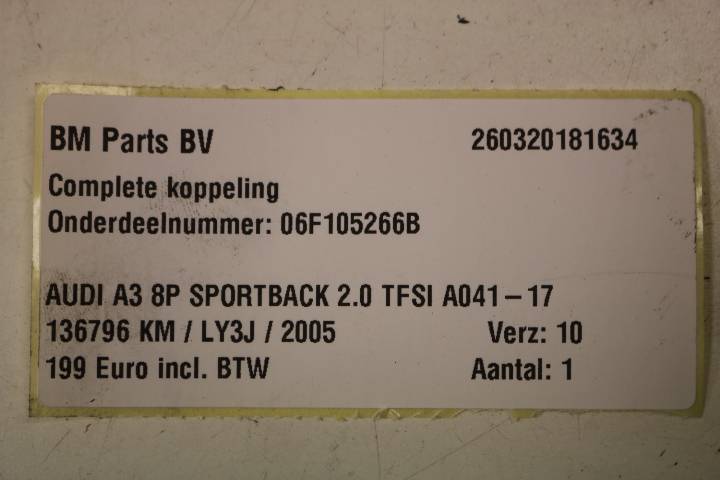 BM Parts BV 260320181634
Complete koppeling
Onderdeelnummer: 06F105266B
AUDI A3 8P SPORTBACK 2.0 TFSI A041-17
136796 KM / LY3J / 2005 Verz: 10
199 Euro incl. BTW Aantal: 1